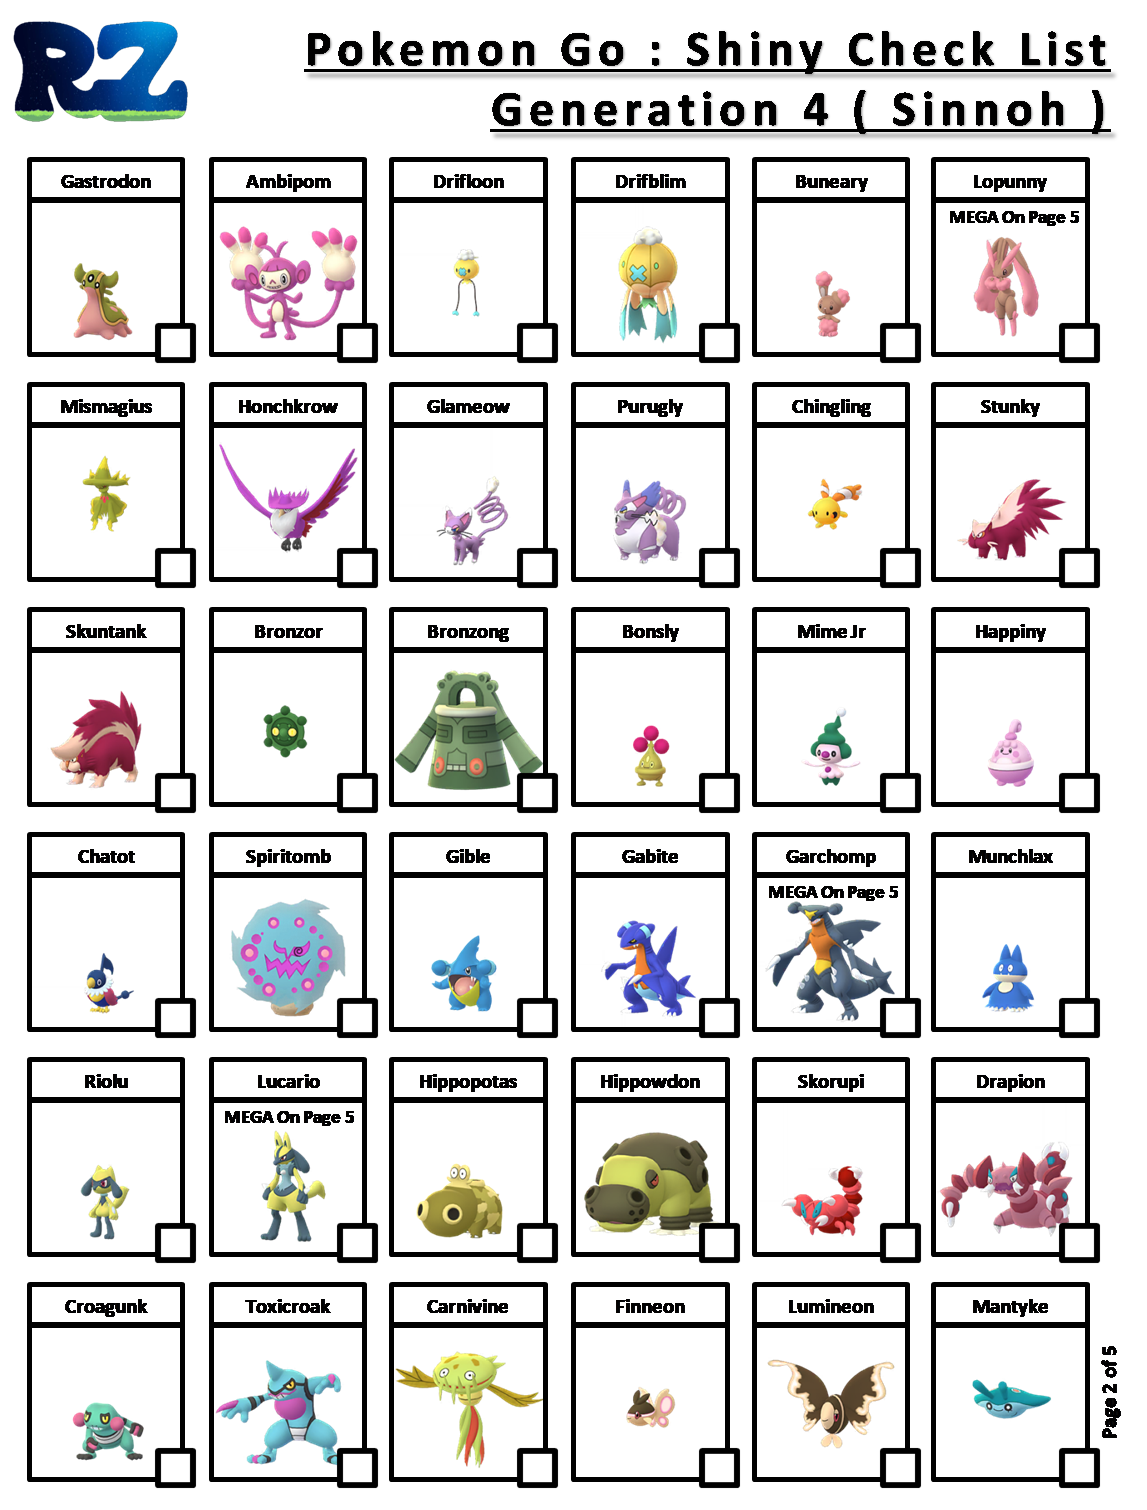 RZ
Pokemon Go : Shiny Check List
Generation 4 ( Sinnoh )
Gastrodon
Ambipom
Drifloon
Drifblim
Buneary
Lopunny
MEGA On Page 5
Mismagius
Honchkrow
Glameow
Purugly
Chingling
Stunky
Skuntank
Bronzor
Bronzong
Bonsly
Mime Jr
Happiny
Chatot
Spiritomb
Gible
Gabite
Garchomp
MEGA On Page 5
Munchlax
Riolu
Lucario
MEGA On Page 5
Hippopotas
Hippowdon
Skorupi
Drapion
Croagunk
Toxicroak
Carnivine
Finneon
Lumineon
Mantyke
Page 2 of 5